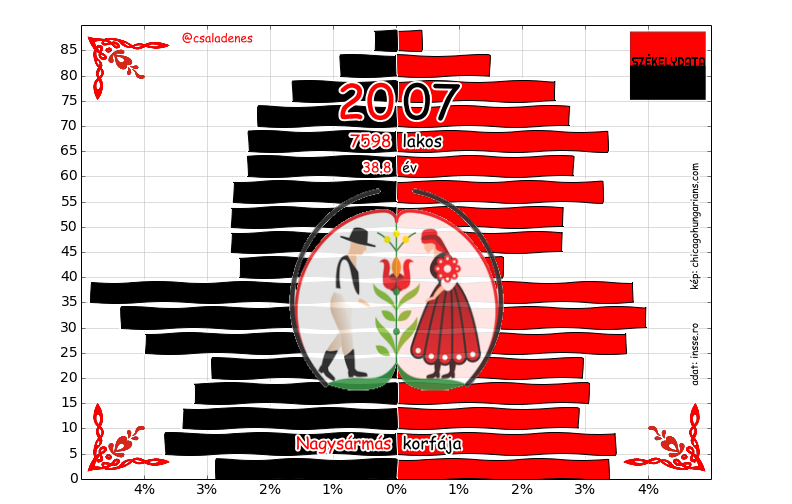 @csaladenes
SZÉKELYDATA
2007
7598 lakos
38.8 év
kép: chicagohungarians.com
adat: insse.ro
Nagysármás korfája
85
80
75
70
65
60
55
50
45
40
35
30
25
20
15
10
5
0
4% 3% 2% 1% 0% 1% 2% 3% 4%